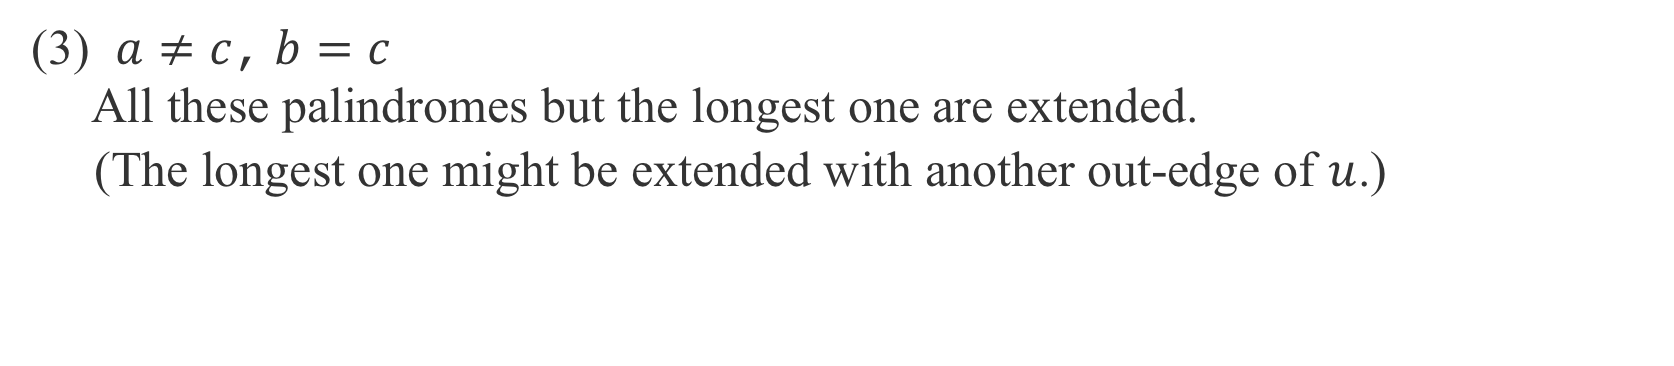 (3) a ≠ c, b = c
All these palindromes but the longest one are extended.
(The longest one might be extended with another out-edge of u.)